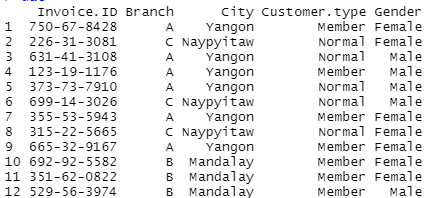 Invoice.ID Branch City Customer.type Gender
1 750-67-8428 A Yangon Member Female
2 226-31-3081 C Naypyitaw Normal Female
3 631-41-3108 A Yangon Normal Male
4 123-19-1176 A Yangon Member Male
5 373-73-7910 A Yangon Normal Male
6 699-14-3026 C Naypyitaw Normal Male
7 355-53-5943 A Yangon Member Female
8 315-22-5665 C Naypyitaw Normal Female
9 665-32-9167 A Yangon Member Female
10 692-92-5582 B Mandalay Member Female
11 351-62-0822 B Mandalay Member Female
12 529-56-3974 B Mandalay Member Male